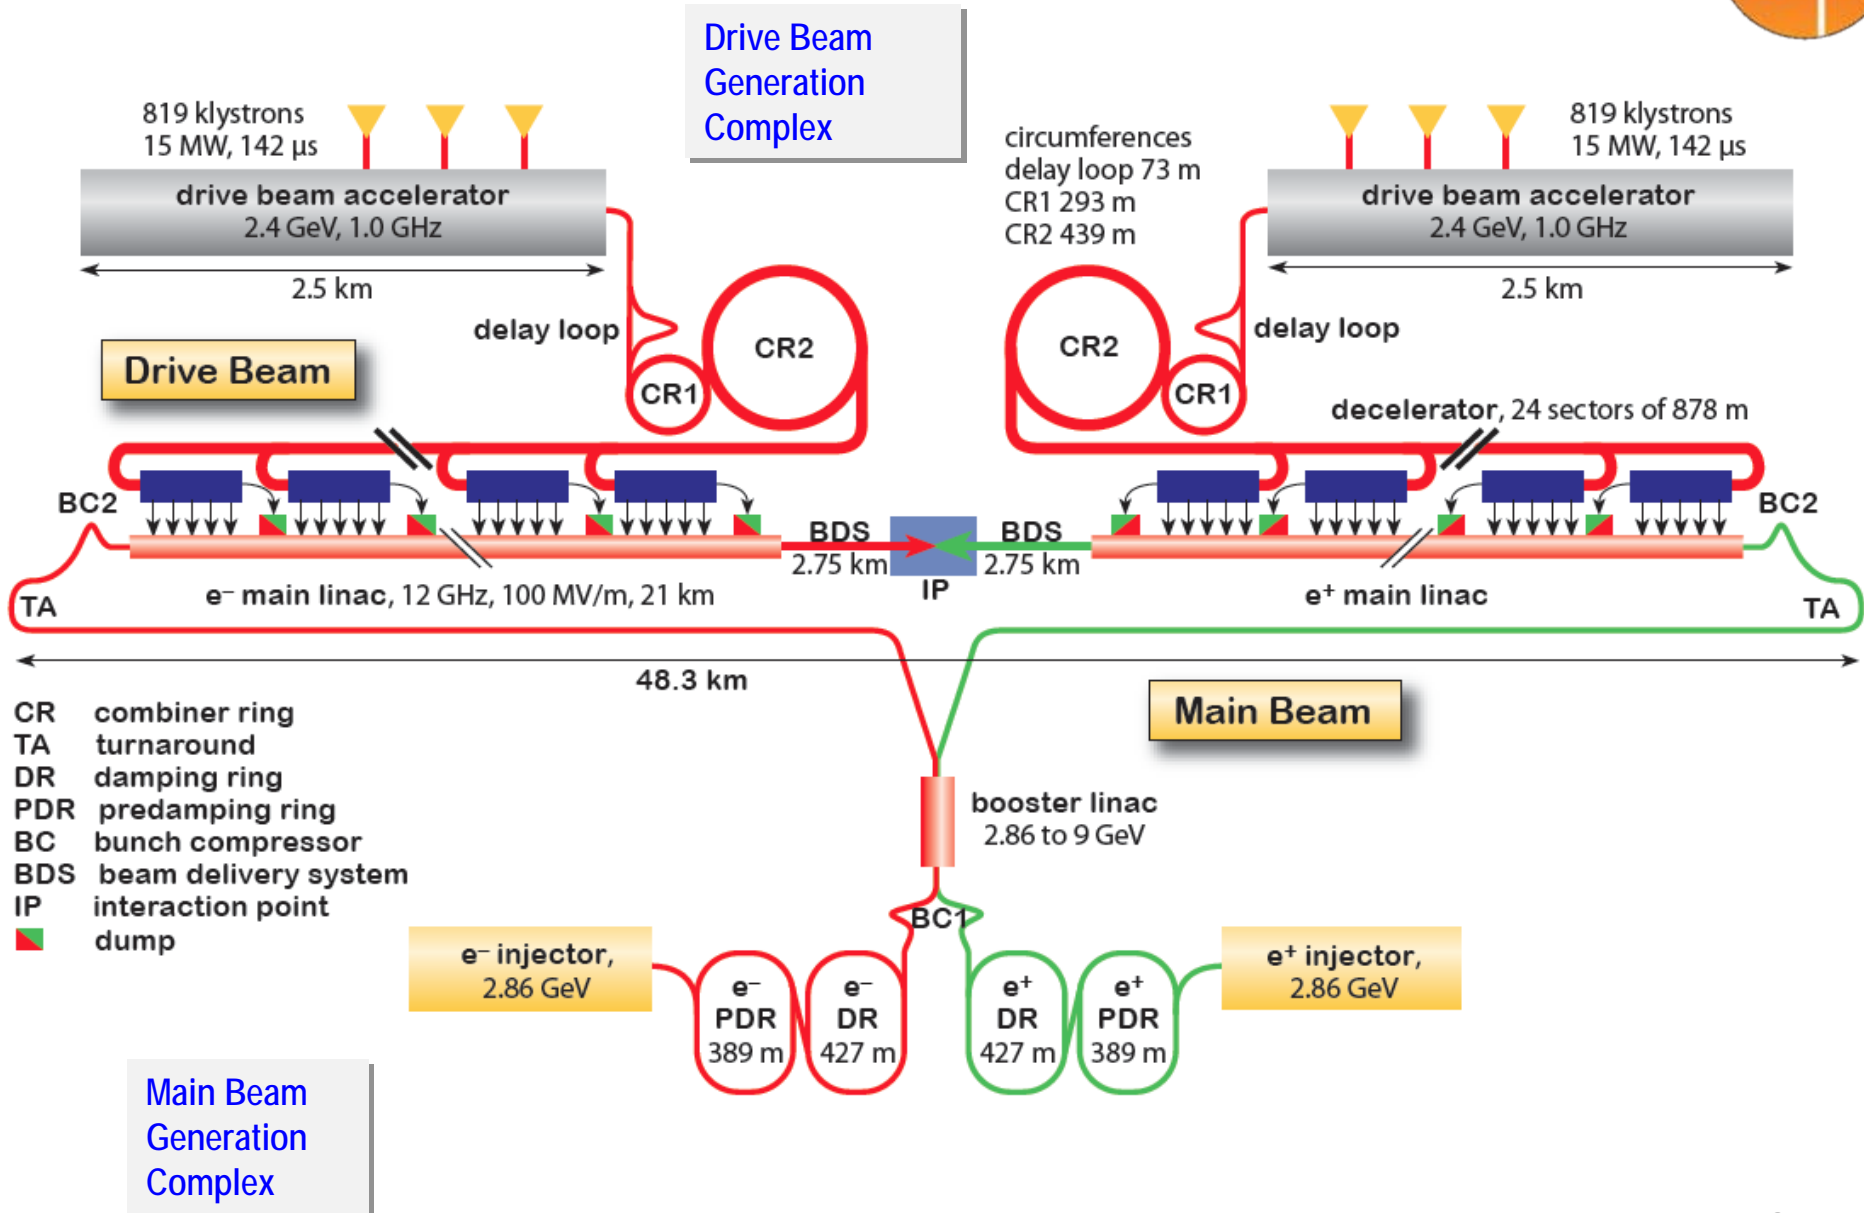 Drive Beam
Generation
Complex
819 klystrons
15 MW, 142 µs
drive beam accelerator
2.4 GeV, 1.0 GHz
2.5 km
circumferences
delay loop 73 m
CR1 293 m
CR2 439 m
819 klystrons
15 MW, 142 µs
drive beam accelerator
2.4 GeV, 1.0 GHz
2.5 km
delay loop
CR2
CR1
CR2
CR1
delay loop
Drive Beam
decelerator, 24 sectors of 878 m
BC2
BDS
2.75 km
IP
BDS
2.75 km
BC2
TA
e– main linac, 12 GHz, 100 MV/m, 21 km
e+ main linac
TA
48.3 km
Main Beam
CR combiner ring
TA turnaround
DR damping ring
PDR predamping ring
BC bunch compressor
BDS beam delivery system
IP interaction point
dump
booster linac
2.86 to 9 GeV
BC1
e– injector,
2.86 GeV
e–
PDR
389 m
e–
DR
427 m
e+
DR
427 m
e+
PDR
389 m
e+ injector,
2.86 GeV
Main Beam
Generation
Complex